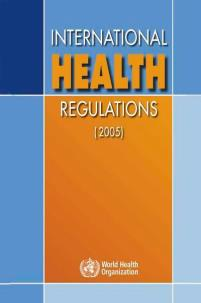 INTERNATIONAL
HEALTH
REGULATIONS
(2005)
World Health
Organization